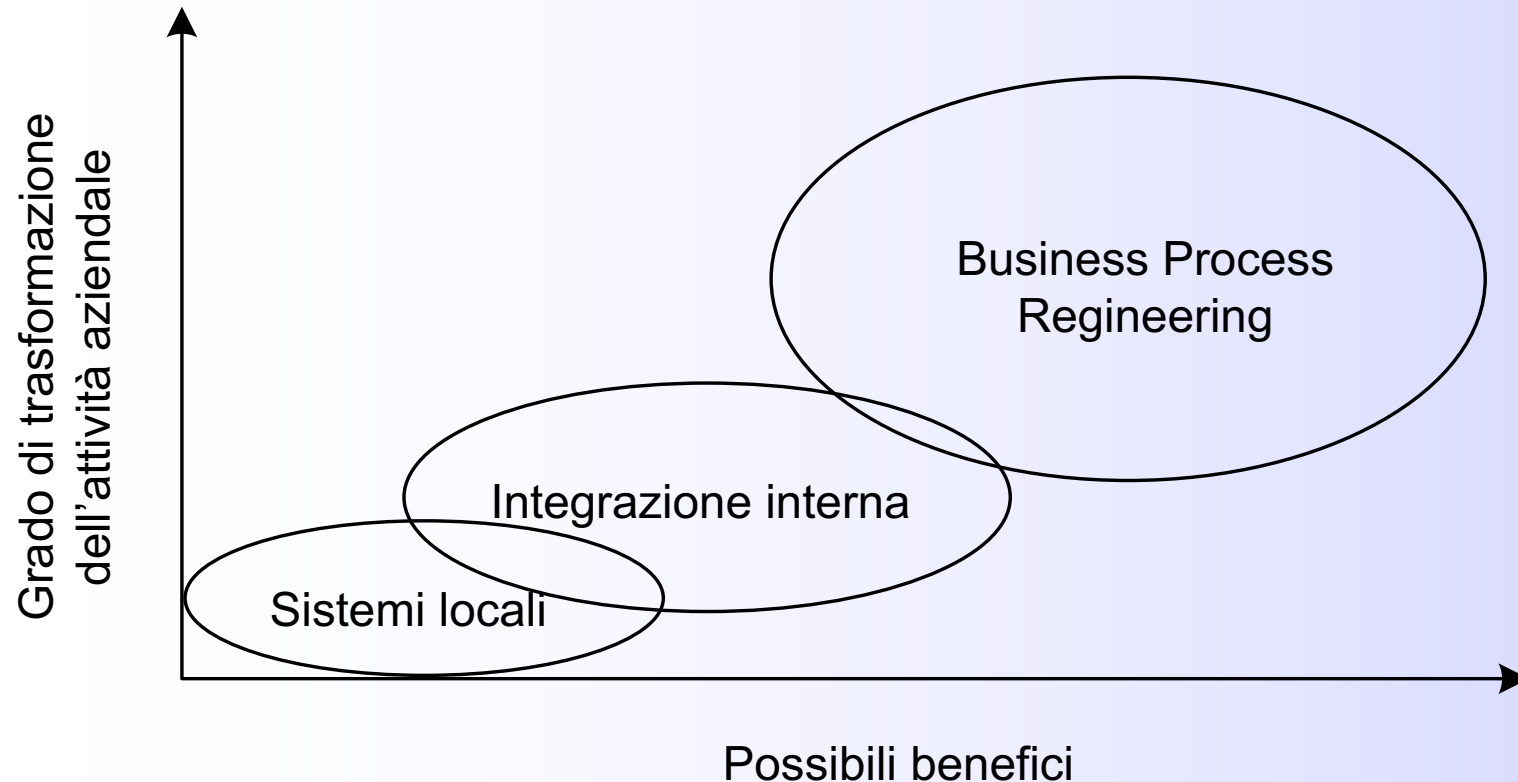 Grado di trasformazione
dell'attività aziendale
Business Process
Regineering
Integrazione interna
Sistemi locali
Possibili benefici